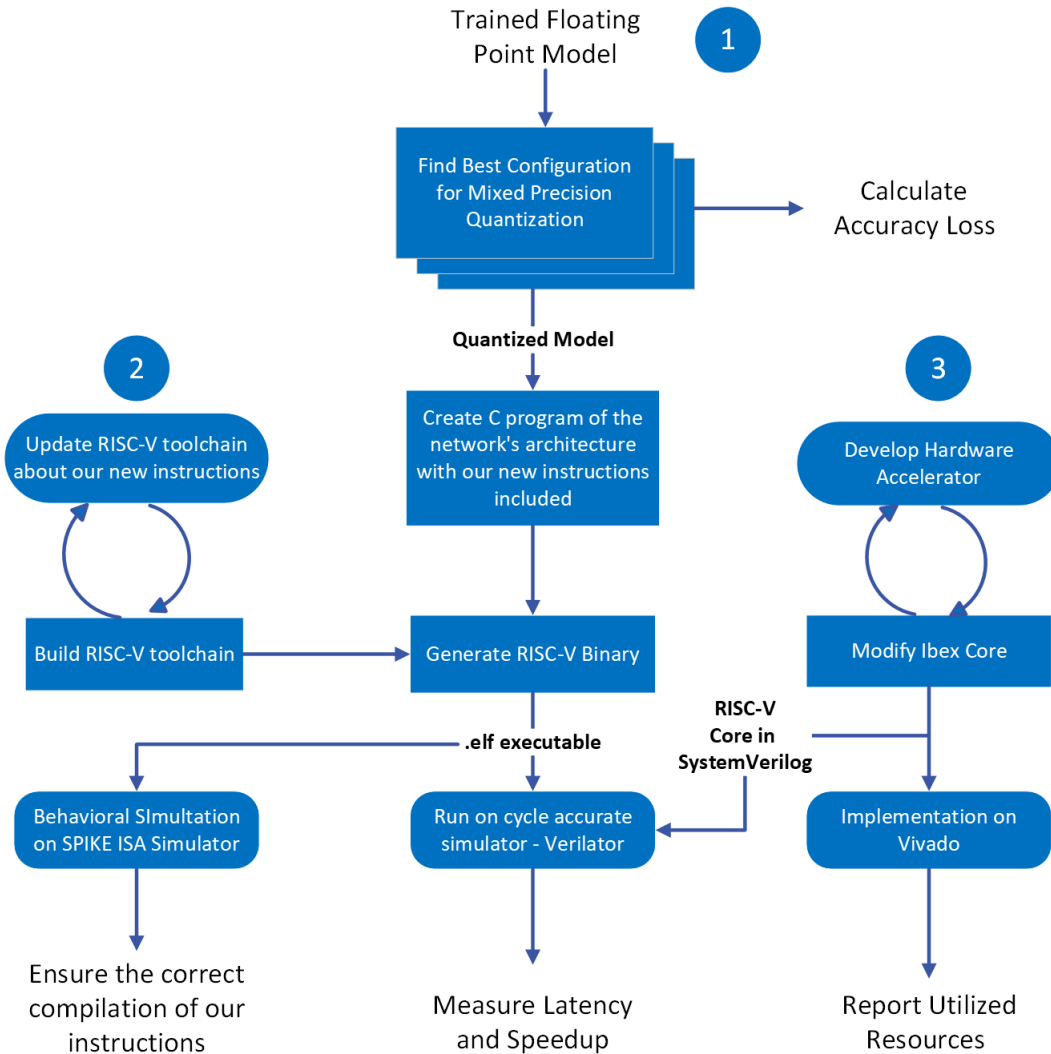 Trained Floating
Point Model
1
Find Best Configuration
for Mixed Precision
Quantization
Calculate
Accuracy Loss
Quantized Model
2
3
Update RISC-V toolchain
about our new instructions
Create C program of the
network's architecture
with our new instructions
included
Develop Hardware
Accelerator
Build RISC-V toolchain
Generate RISC-V Binary
Modify Ibex Core
.elf executable
RISC-V
Core in
SystemVerilog
Behavioral SImultation
on SPIKE ISA Simulator
Run on cycle accurate
simulator - Verilator
Implementation on
Vivado
Ensure the correct
compilation of our
instructions
Measure Latency
and Speedup
Report Utilized
Resources